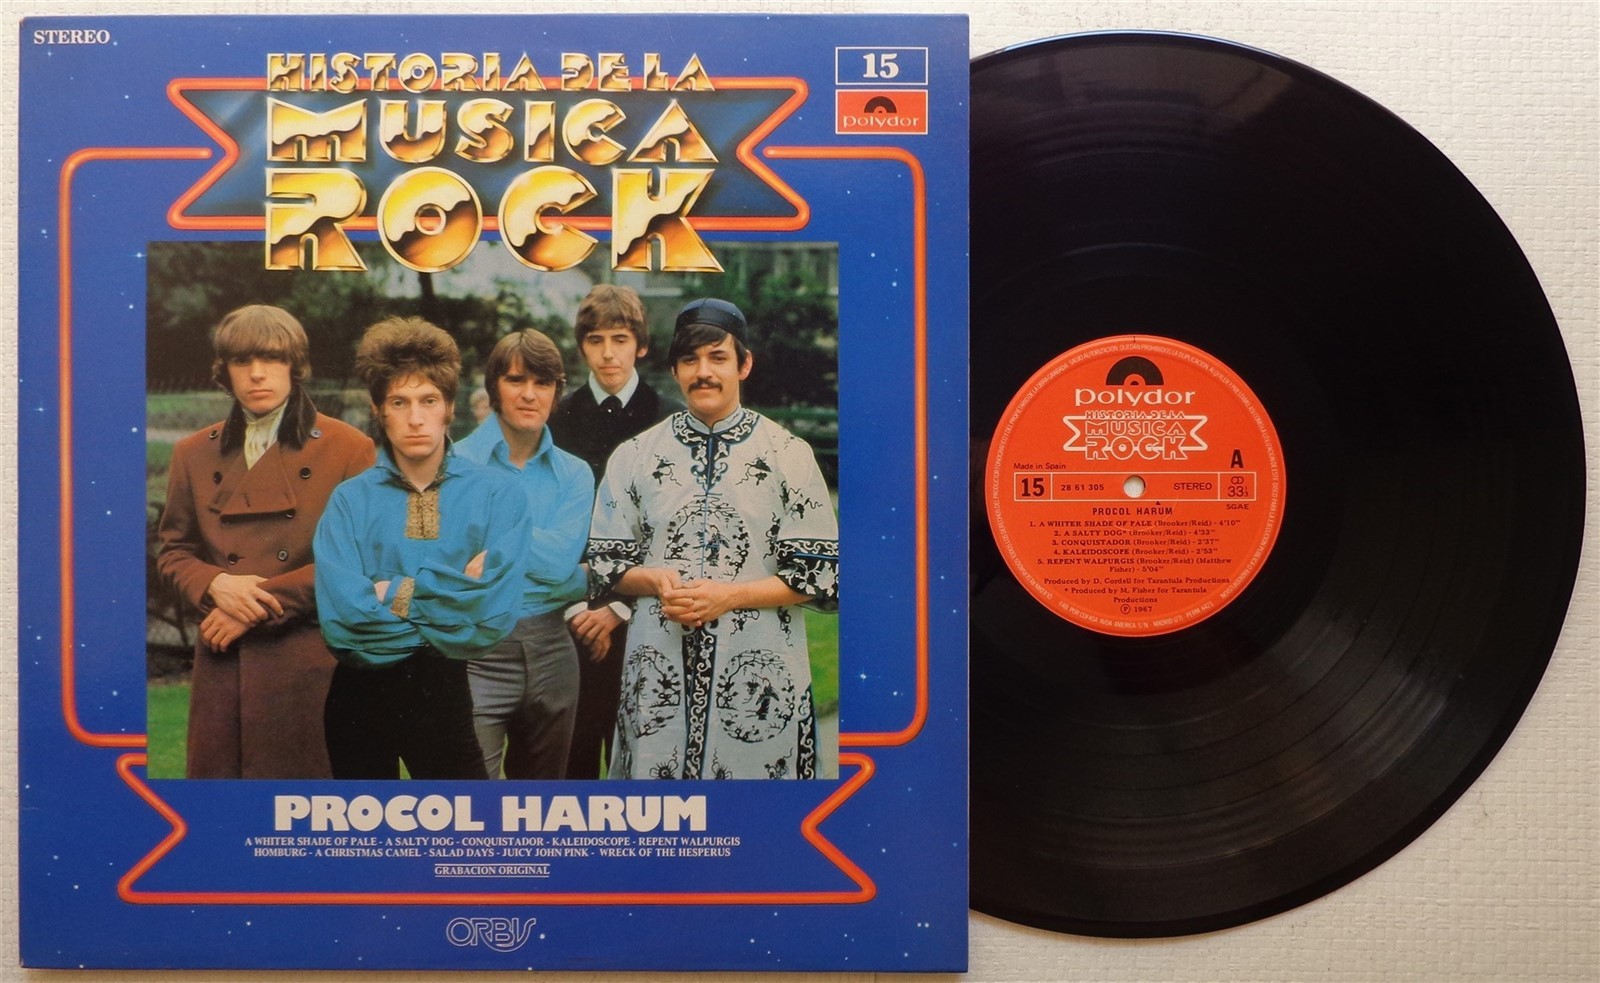 STEREO
HISTORIA DE LA
MUSICA
ROCK
15
Polydor
PROCOL HARUM
A WHITER SHADE OF PALE - A SALTY DOG - CONQUISTADOR - KALEIDOSCOPE - REPENT WALPURGIS
HOMBURG - A CHRISTMAS CAMEL - SALAD DAYS - JUICY JOHN PINK - WRECK OF THE HESPERUS
GRABACION ORIGINAL
ORBIS
Polydor
HISTORIA DE LA
MUSICA
ROCK
Made in Spain
A
15
28 61 305
STEREO
33⅓
SGAE
PROCOL HARUM
1. A WHITER SHADE OF PALE (Brooker/Reid) - 4'10"
2. A SALTY DOG* (Brooker/Reid) - 4'33"
3. CONQUISTADOR (Brooker/Reid) - 2'37"
4. KALEIDOSCOPE (Brooker/Reid) - 2'53"
5. REPENT WALPURGIS (Brooker/Reid) (Matthew
Fisher) - 5'04"
Produced by D. Cordell for Tarantula Productions
* Produced by M. Fisher for Tarantula
Productions
Ⓟ 1967